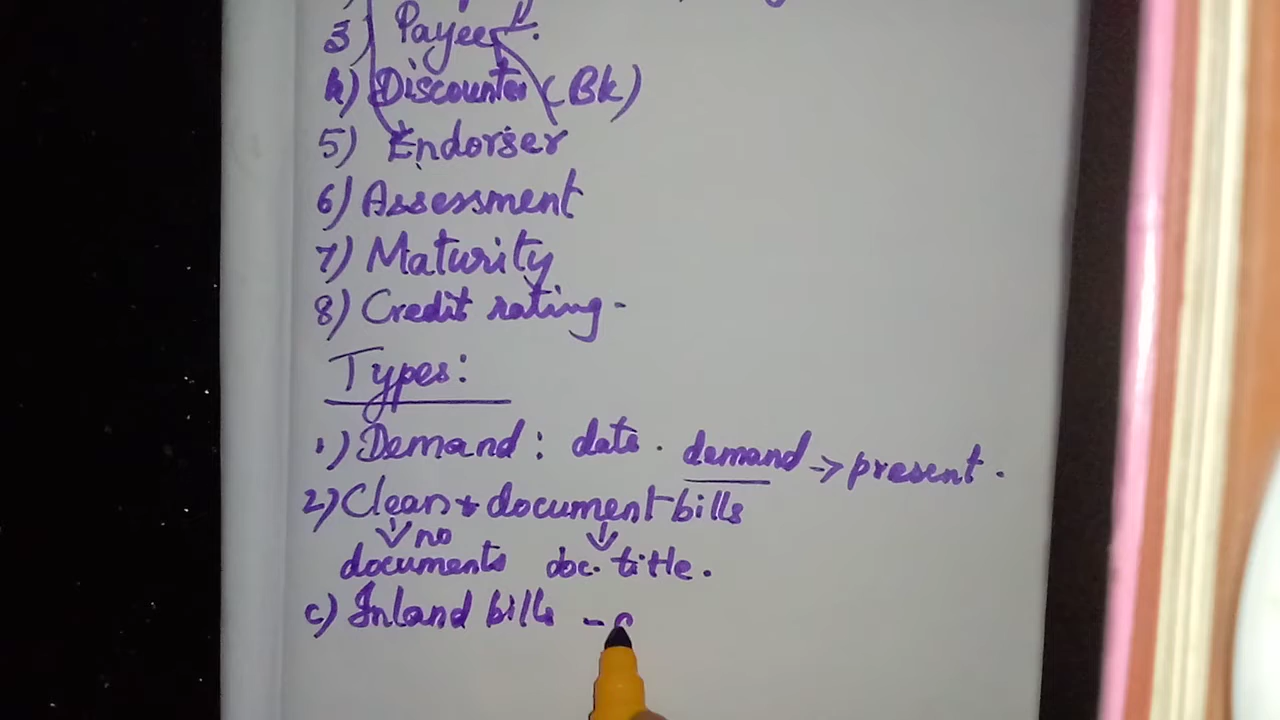 3) Payee
4) Discounter (Bk)
5) Endorser
6) Assessment
7) Maturity
8) Credit rating.
Types:
1) Demand: date. demand → present.
2) Clean & document bills
↓ no ↓
documents doc. title.
c) Inland bills -